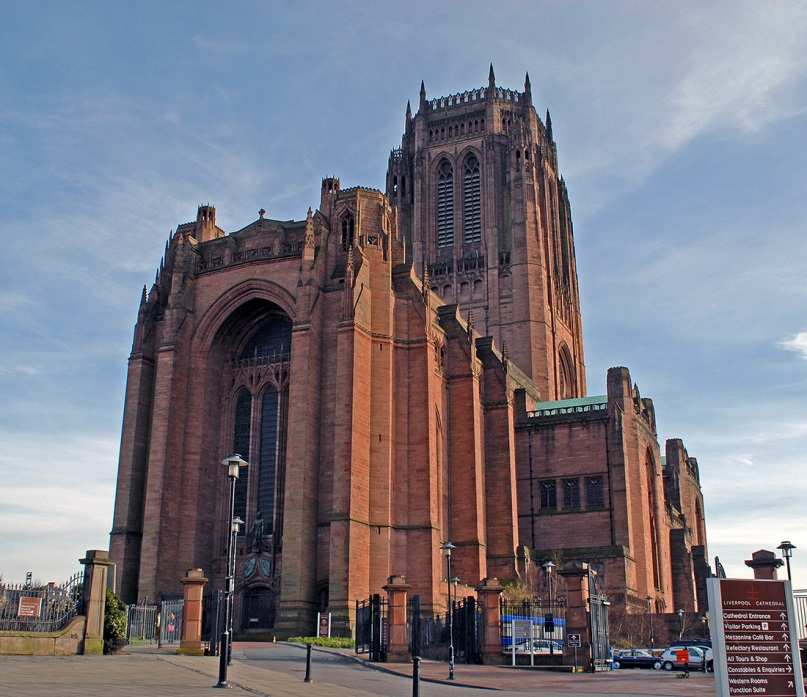 LIVERPOOL CATHEDRAL
Cathedral Entrance
Visitor Parking P
Mezzanine Café Bar
Refectory Restaurant
All Tours & Shop
Constables & Enquiries
Western Rooms
Function Suite